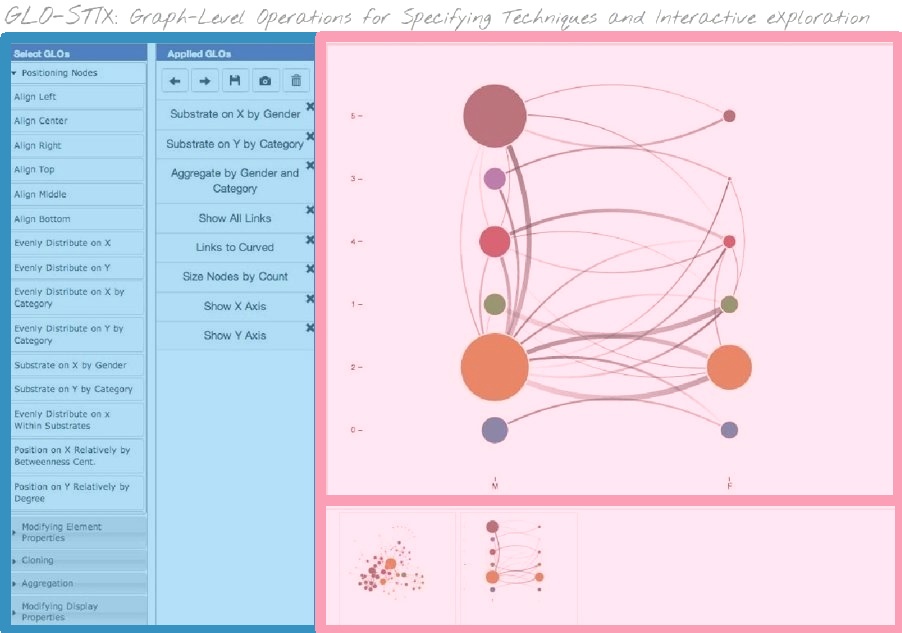 GLO-STIX: Graph-Level Operations for Specifying Techniques and Interactive exploration
Select GLOs
Positioning Nodes
Align Left
Align Center
Align Right
Align Top
Align Middle
Align Bottom
Evenly Distribute on X
Evenly Distribute on Y
Evenly Distribute on X by
Category
Evenly Distribute on Y by
Category
Substrate on X by Gender
Substrate on Y by Category
Evenly Distribute on x
Within Substrates
Position on X Relatively by
Betweenness Cent.
Position on Y Relatively by
Degree
Modifying Element
Properties
Cloning
Aggregation
Modifying Display
Properties
Applied GLOs
Substrate on X by Gender
Substrate on Y by Category
Aggregate by Gender and
Category
Show All Links
Links to Curved
Size Nodes by Count
Show X Axis
Show Y Axis
5
3
4
1
2
0
M
F